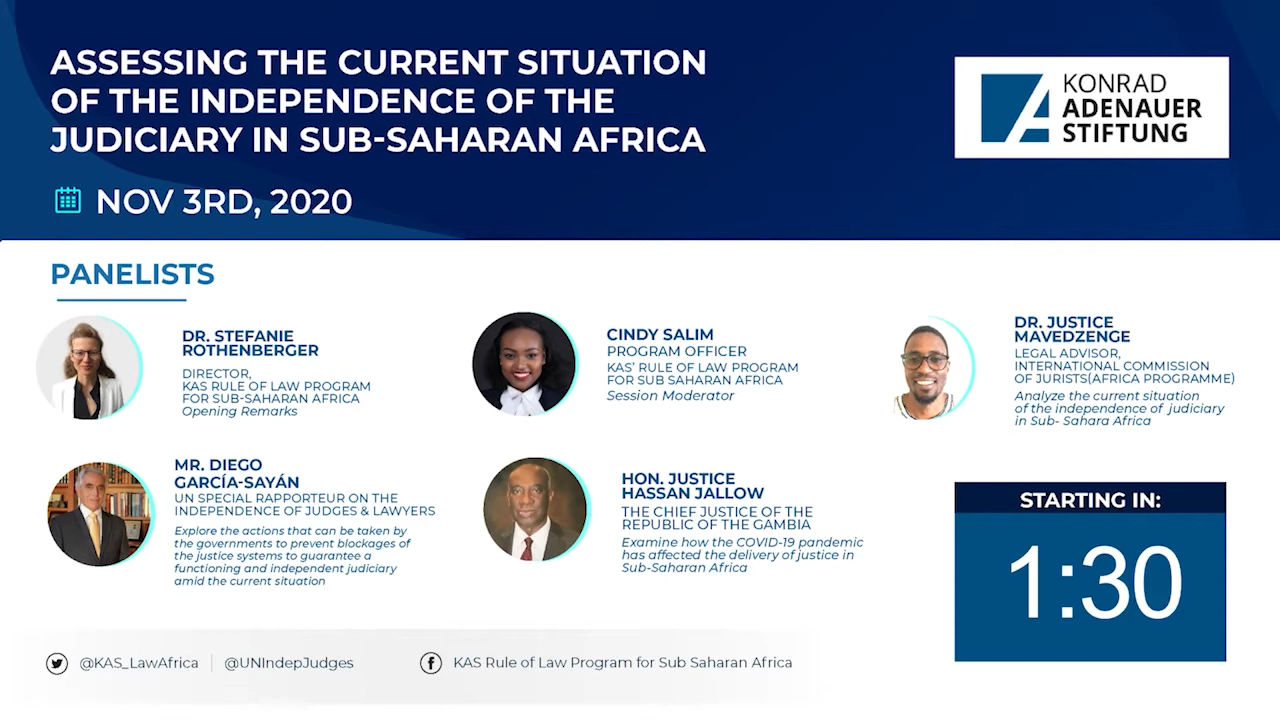 ASSESSING THE CURRENT SITUATION
OF THE INDEPENDENCE OF THE
JUDICIARY IN SUB-SAHARAN AFRICA
NOV 3RD, 2020
KONRAD
ADENAUER
STIFTUNG
PANELISTS
DR. STEFANIE
ROTHENBERGER
DIRECTOR,
KAS RULE OF LAW PROGRAM
FOR SUB-SAHARAN AFRICA
Opening Remarks
CINDY SALIM
PROGRAM OFFICER
KAS' RULE OF LAW PROGRAM
FOR SUB SAHARAN AFRICA
Session Moderator
DR. JUSTICE
MAVEDZENGE
LEGAL ADVISOR,
INTERNATIONAL COMMISSION
OF JURISTS(AFRICA PROGRAMME)
Analyze the current situation
of the independence of judiciary
in Sub- Sahara Africa
MR. DIEGO
GARCÍA-SAYÁN
UN SPECIAL RAPPORTEUR ON THE
INDEPENDENCE OF JUDGES & LAWYERS
Explore the actions that can be taken by
the governments to prevent blockages of
the justice systems to guarantee a
functioning and independent judiciary
amid the current situation
HON. JUSTICE
HASSAN JALLOW
THE CHIEF JUSTICE OF THE
REPUBLIC OF THE GAMBIA
Examine how the COVID-19 pandemic
has affected the delivery of justice in
Sub-Saharan Africa
STARTING IN:
1:30
@KAS_LawAfrica | @UNIndepJudges
KAS Rule of Law Program for Sub Saharan Africa